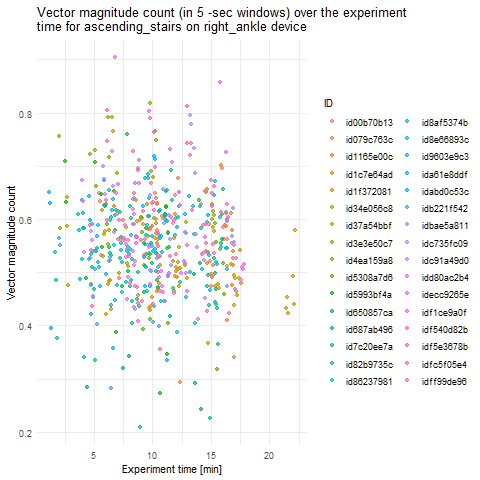 Vector magnitude count (in 5 -sec windows) over the experiment
time for ascending_stairs on right_ankle device
Vector magnitude count
0.8
0.6
0.4
0.2
5
10
15
20
Experiment time [min]
ID
id00b70b13
id079c763c
id1165e00c
id1c7e64ad
id1f372081
id34e056c8
id37a54bbf
id3e3e50c7
id4ea159a8
id5308a7d6
id5993bf4a
id650857ca
id687ab496
id7c20ee7a
id82b9735c
id86237981
id8af5374b
id8e66893c
id9603e9c3
ida61e8ddf
idabd0c53c
idb221f542
idbae5a811
idc735fc09
idc91a49d0
idd80ac2b4
idecc9265e
idf1ce9a0f
idf540d82b
idf5e3678b
idfc5f05e4
idff99de96